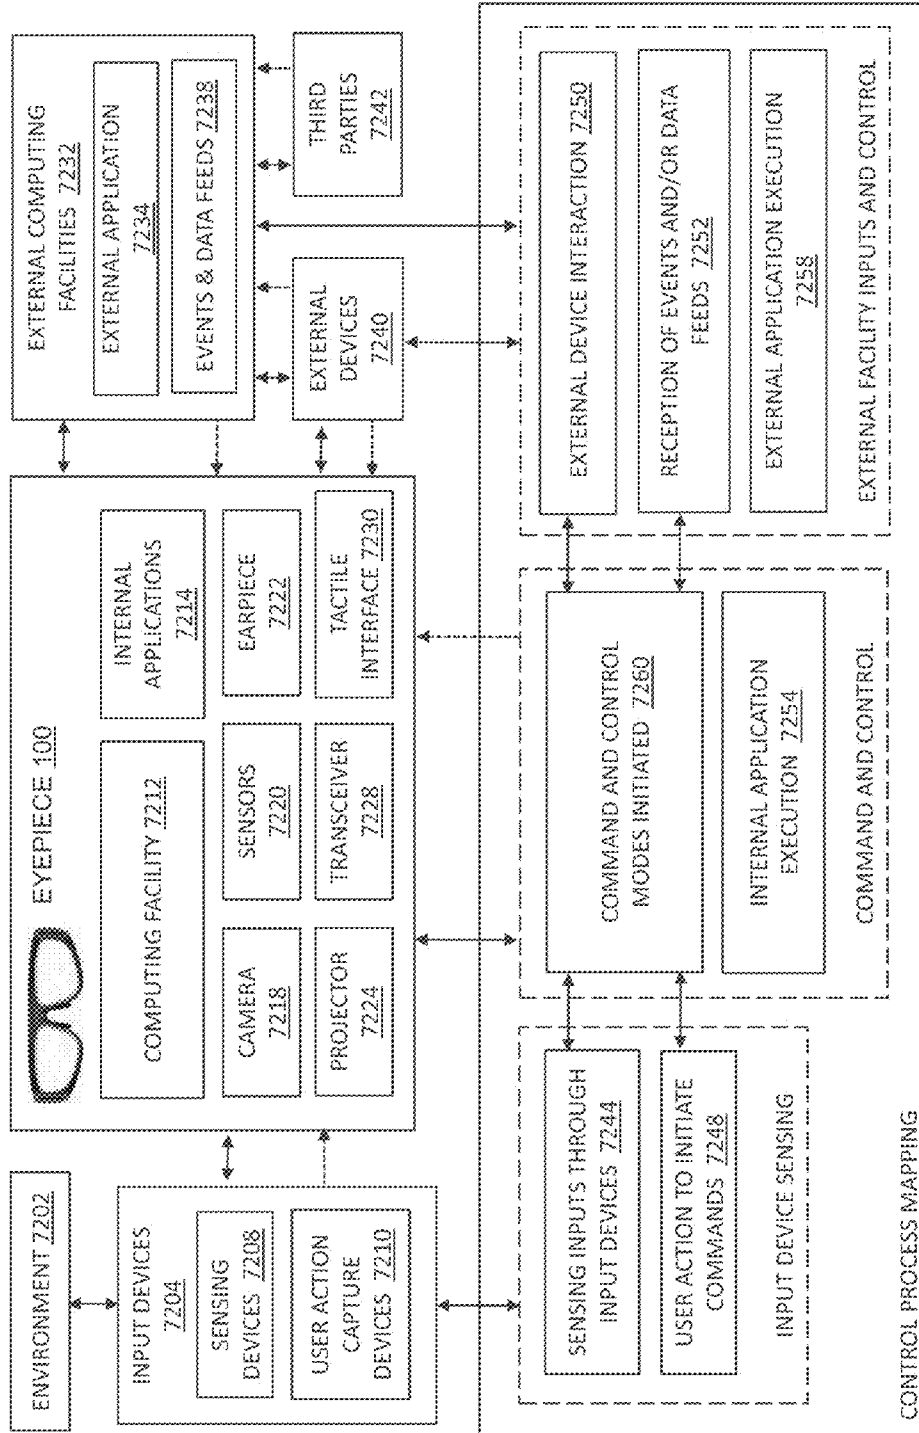 ENVIRONMENT 7202
INPUT DEVICES
7204
SENSING
DEVICES 7208
USER ACTION
CAPTURE
DEVICES 7210
EYEPIECE 100
COMPUTING FACILITY 7212
INTERNAL
APPLICATIONS
7214
CAMERA
7218
SENSORS
7220
EARPIECE
7222
PROJECTOR
7224
TRANSCEIVER
7228
TACTILE
INTERFACE 7230
EXTERNAL COMPUTING
FACILITIES 7232
EXTERNAL APPLICATION
7234
EVENTS & DATA FEEDS 7238
EXTERNAL
DEVICES
7240
THIRD
PARTIES
7242
SENSING INPUTS THROUGH
INPUT DEVICES 7244
USER ACTION TO INITIATE
COMMANDS 7248
INPUT DEVICE SENSING
COMMAND AND CONTROL
MODES INITIATED 7260
INTERNAL APPLICATION
EXECUTION 7254
COMMAND AND CONTROL
EXTERNAL DEVICE INTERACTION 7250
RECEPTION OF EVENTS AND/OR DATA
FEEDS 7252
EXTERNAL APPLICATION EXECUTION
7258
EXTERNAL FACILITY INPUTS AND CONTROL
CONTROL PROCESS MAPPING